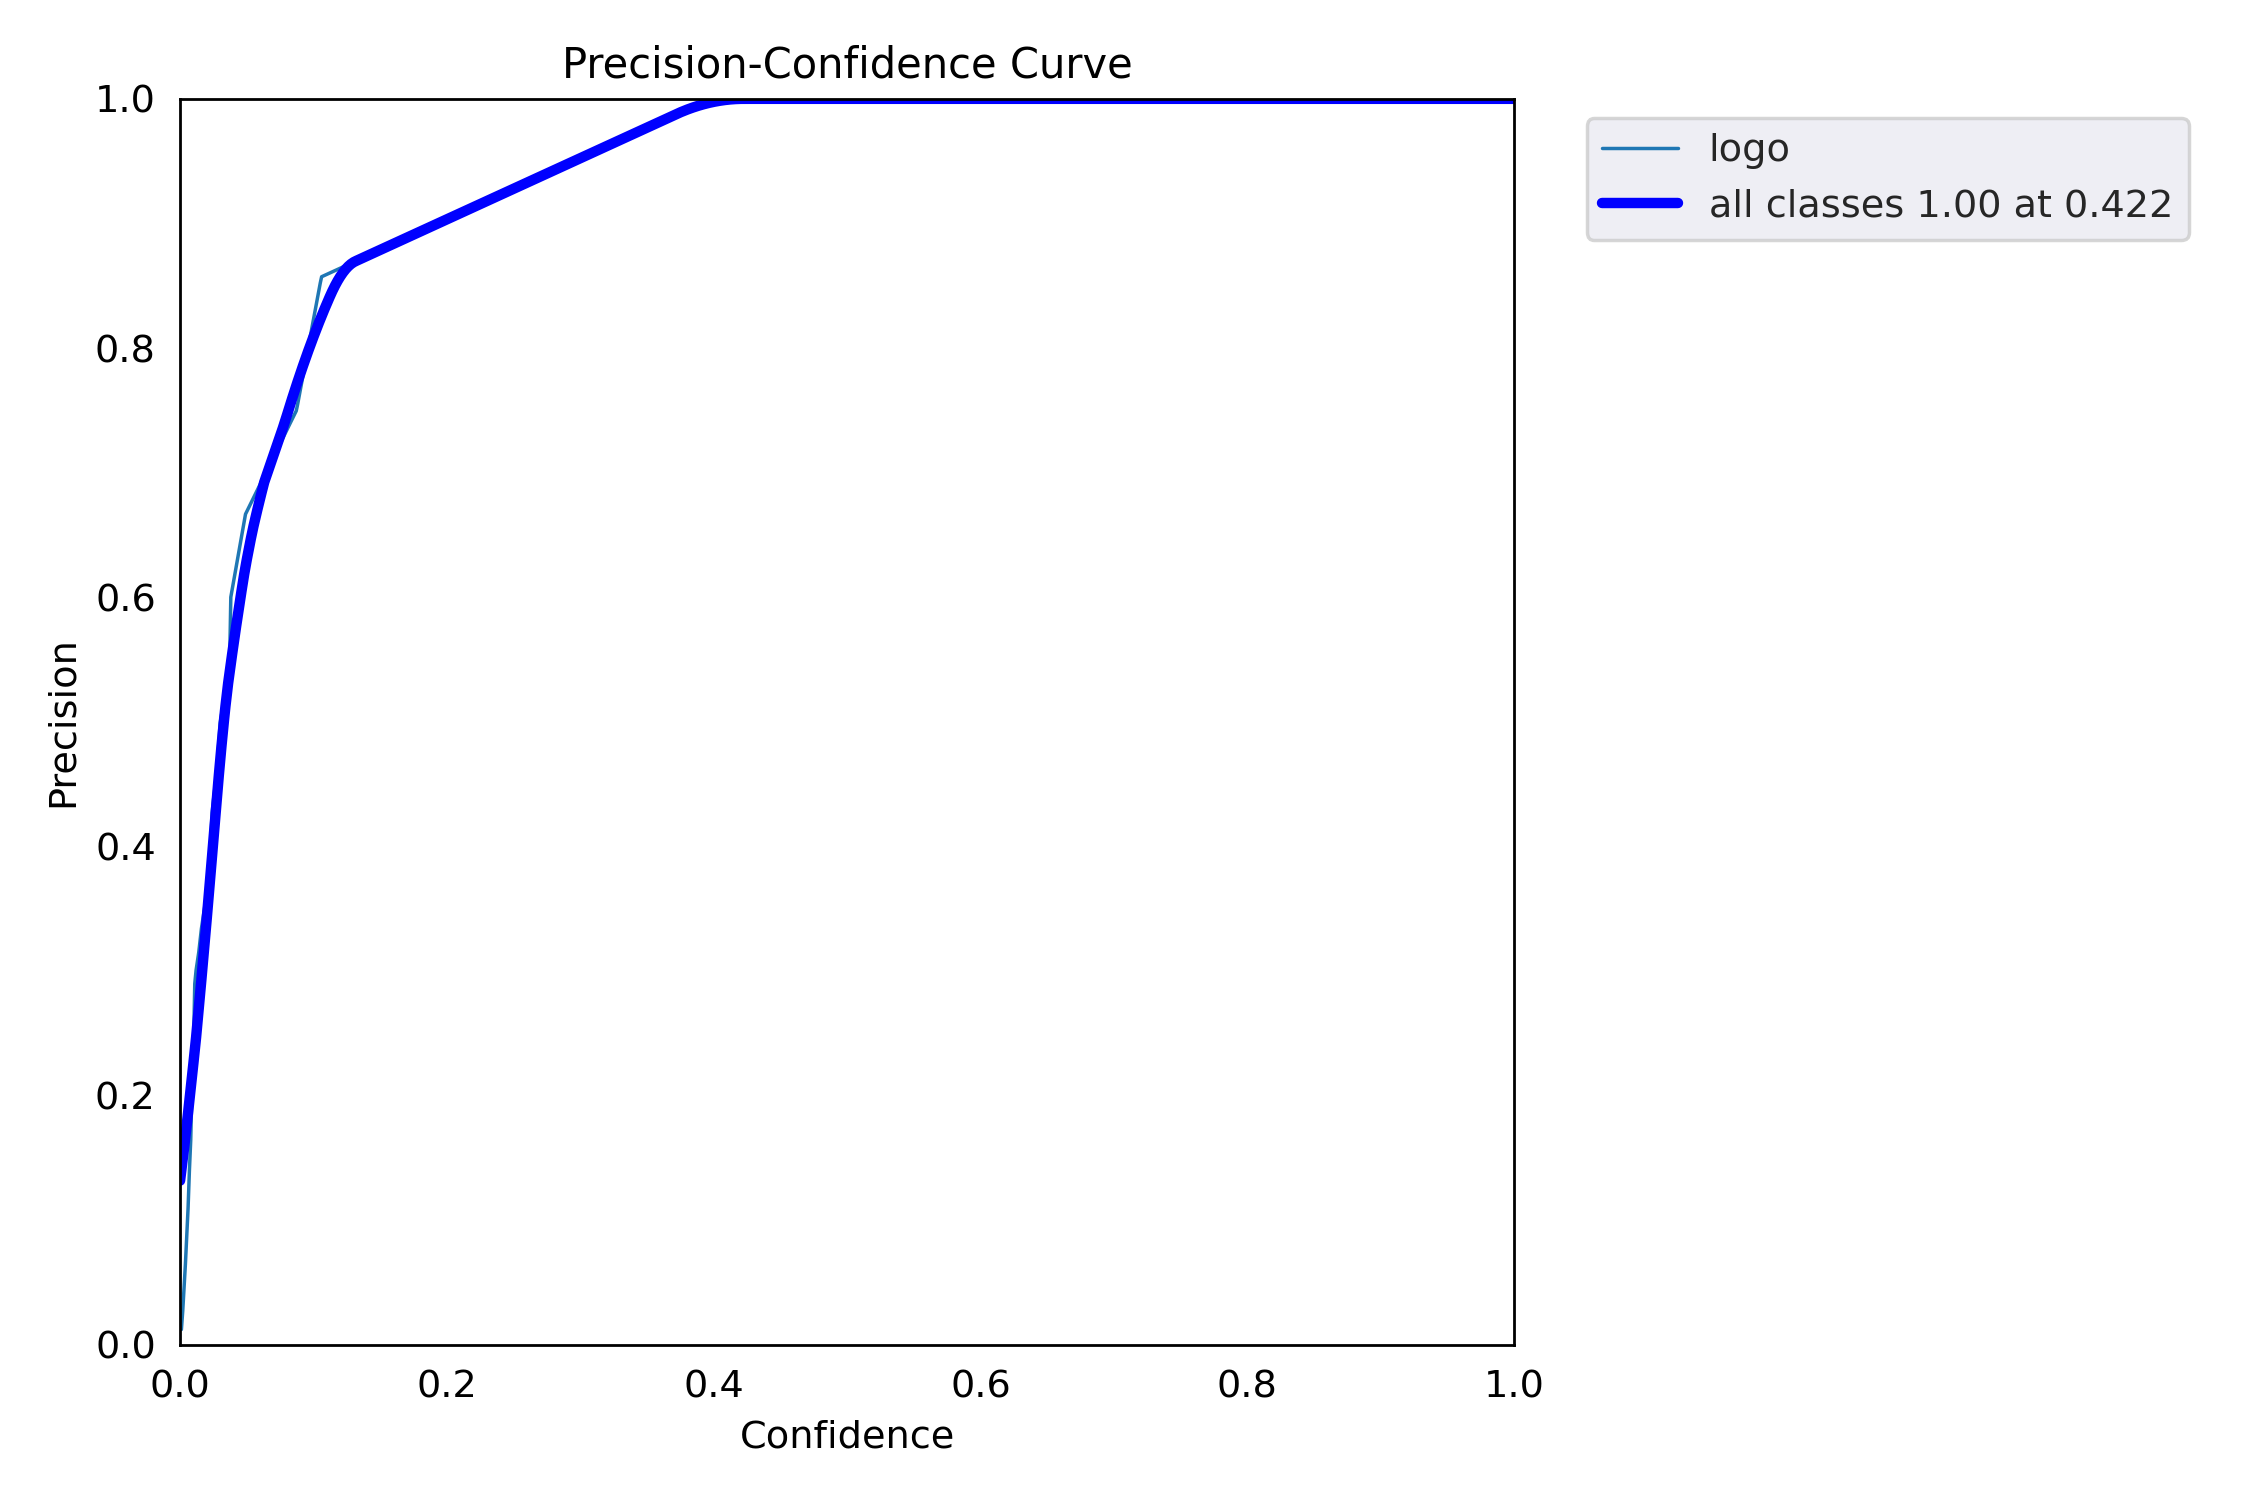 Precision-Confidence Curve
logo
all classes 1.00 at 0.422
1.0
0.8
0.6
0.4
0.2
0.0
Precision
0.0 0.2 0.4 0.6 0.8 1.0
Confidence